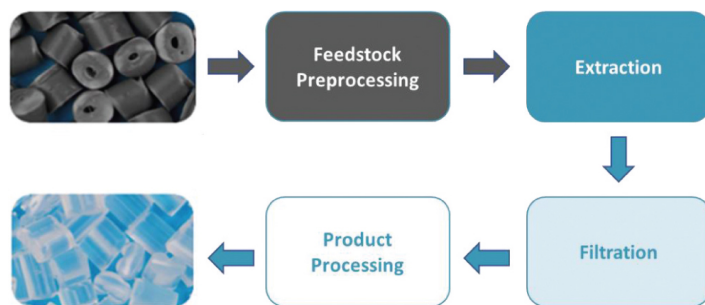 Feedstock
Preprocessing
Extraction
Filtration
Product
Processing